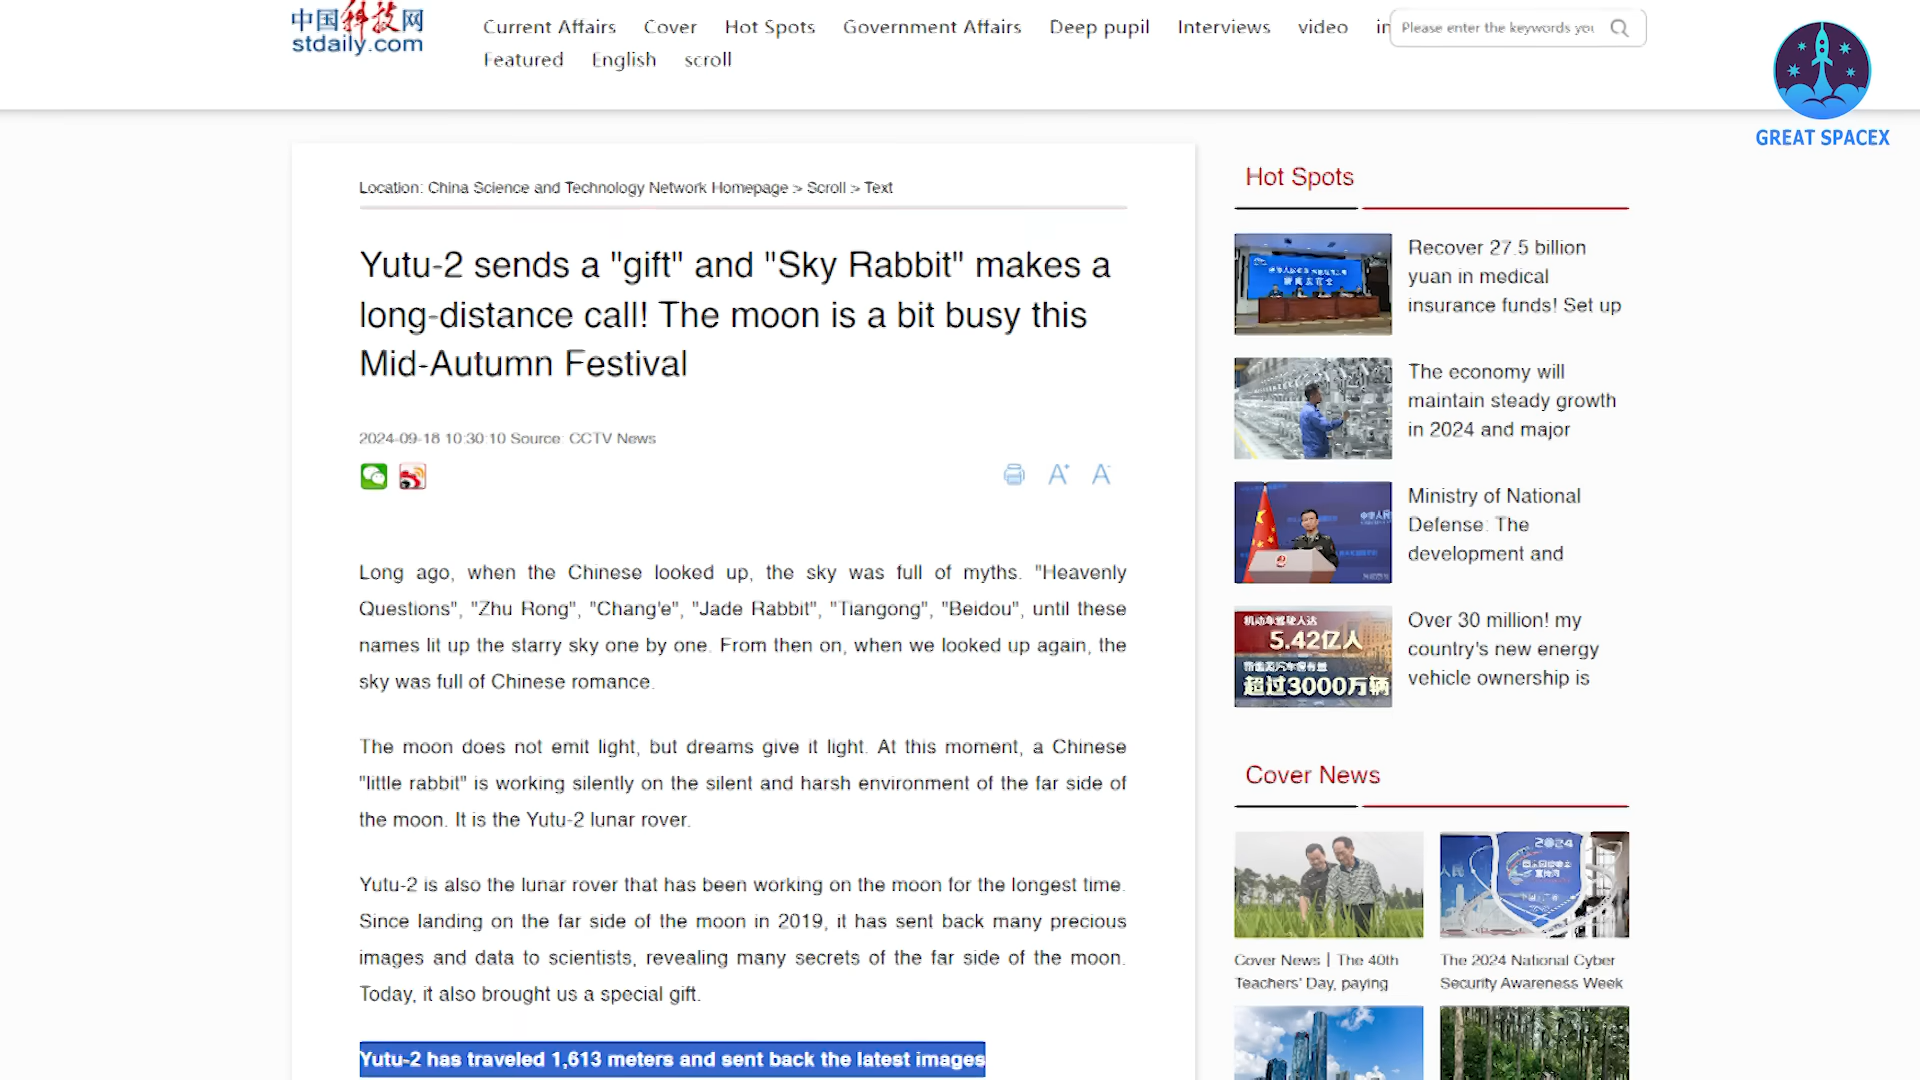 中国科技网
stdaily.com
Current Affairs Cover Hot Spots Government Affairs Deep pupil Interviews video in
Featured English scroll
Please enter the keywords you
GREAT SPACEX
Location: China Science and Technology Network Homepage > Scroll > Text
Yutu-2 sends a "gift" and "Sky Rabbit" makes a
long-distance call! The moon is a bit busy this
Mid-Autumn Festival
2024-09-18 10:30:10 Source: CCTV News
A+ A-
Long ago, when the Chinese looked up, the sky was full of myths. "Heavenly
Questions", "Zhu Rong", "Chang'e", "Jade Rabbit", "Tiangong", "Beidou", until these
names lit up the starry sky one by one. From then on, when we looked up again, the
sky was full of Chinese romance.
The moon does not emit light, but dreams give it light. At this moment, a Chinese
"little rabbit" is working silently on the silent and harsh environment of the far side of
the moon. It is the Yutu-2 lunar rover.
Yutu-2 is also the lunar rover that has been working on the moon for the longest time.
Since landing on the far side of the moon in 2019, it has sent back many precious
images and data to scientists, revealing many secrets of the far side of the moon.
Today, it also brought us a special gift.
Yutu-2 has traveled 1,613 meters and sent back the latest images
Hot Spots
Recover 27.5 billion
yuan in medical
insurance funds! Set up
The economy will
maintain steady growth
in 2024 and major
Ministry of National
Defense: The
development and
机动车驾驶人达
5.42亿人
超过3000万辆
Over 30 million! my
country's new energy
vehicle ownership is
Cover News
2024
Cover News | The 40th
Teachers' Day, paying
The 2024 National Cyber
Security Awareness Week